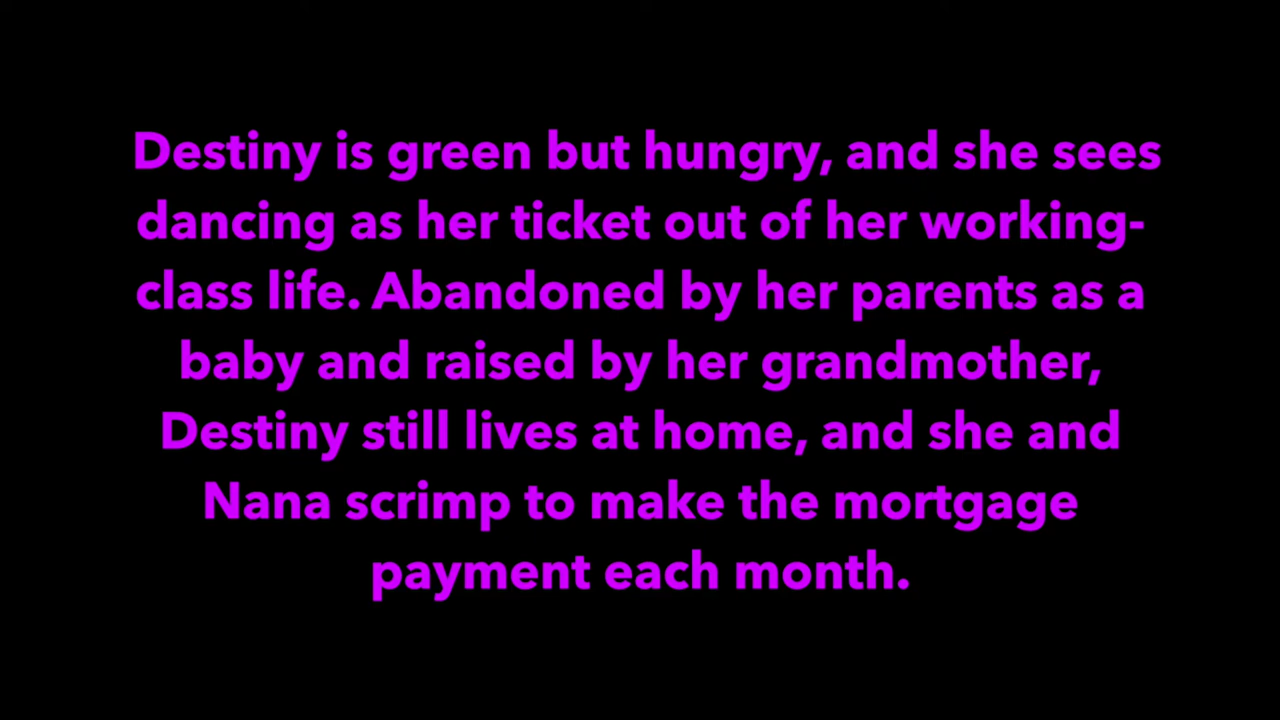 Destiny is green but hungry, and she sees
dancing as her ticket out of her working-
class life. Abandoned by her parents as a
baby and raised by her grandmother,
Destiny still lives at home, and she and
Nana scrimp to make the mortgage
payment each month.